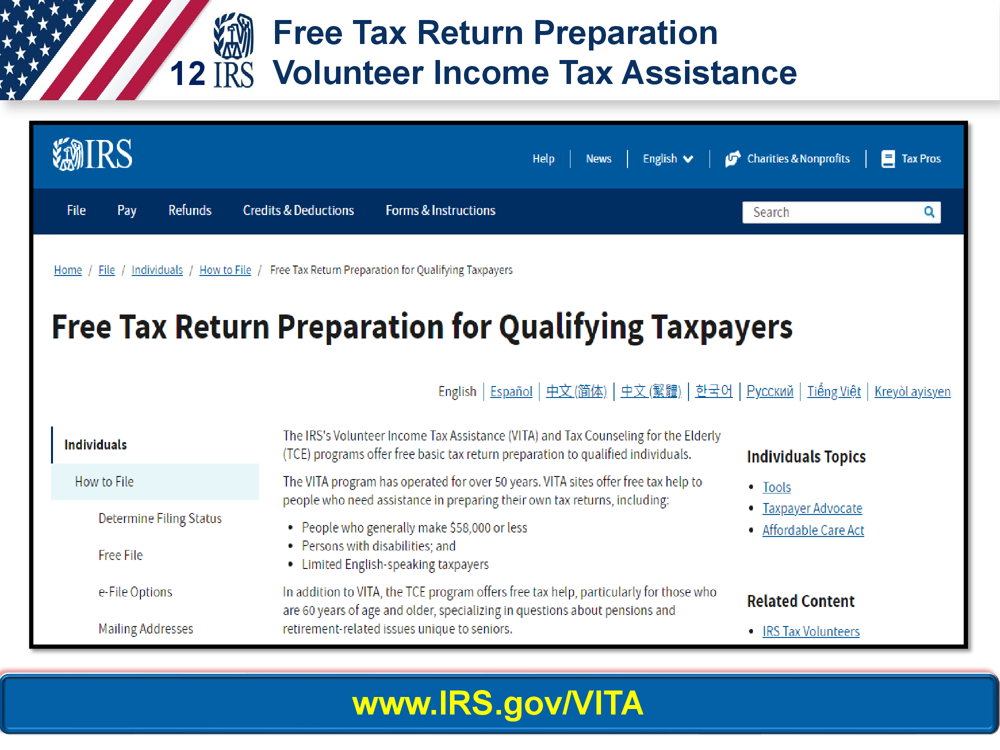 Free Tax Return Preparation
12 IRS Volunteer Income Tax Assistance
IRS
Help
News
English
Charities & Nonprofits
Tax Pros
File
Pay
Refunds
Credits & Deductions
Forms & Instructions
Search
Home / File / Individuals / How to File / Free Tax Return Preparation for Qualifying Taxpayers
Free Tax Return Preparation for Qualifying Taxpayers
English | Español | 中文 (简体) | 中文 (繁體) | 한국어 | Русский | Tiếng Việt | Kreyòl ayisyen
Individuals
How to File
Determine Filing Status
Free File
e-File Options
Mailing Addresses
The IRS's Volunteer Income Tax Assistance (VITA) and Tax Counseling for the Elderly
(TCE) programs offer free basic tax return preparation to qualified individuals.
The VITA program has operated for over 50 years. VITA sites offer free tax help to
people who need assistance in preparing their own tax returns, including:
• People who generally make $58,000 or less
• Persons with disabilities; and
• Limited English-speaking taxpayers
In addition to VITA, the TCE program offers free tax help, particularly for those who
are 60 years of age and older, specializing in questions about pensions and
retirement-related issues unique to seniors.
Individuals Topics
• Tools
• Taxpayer Advocate
• Affordable Care Act
Related Content
• IRS Tax Volunteers
www.IRS.gov/VITA